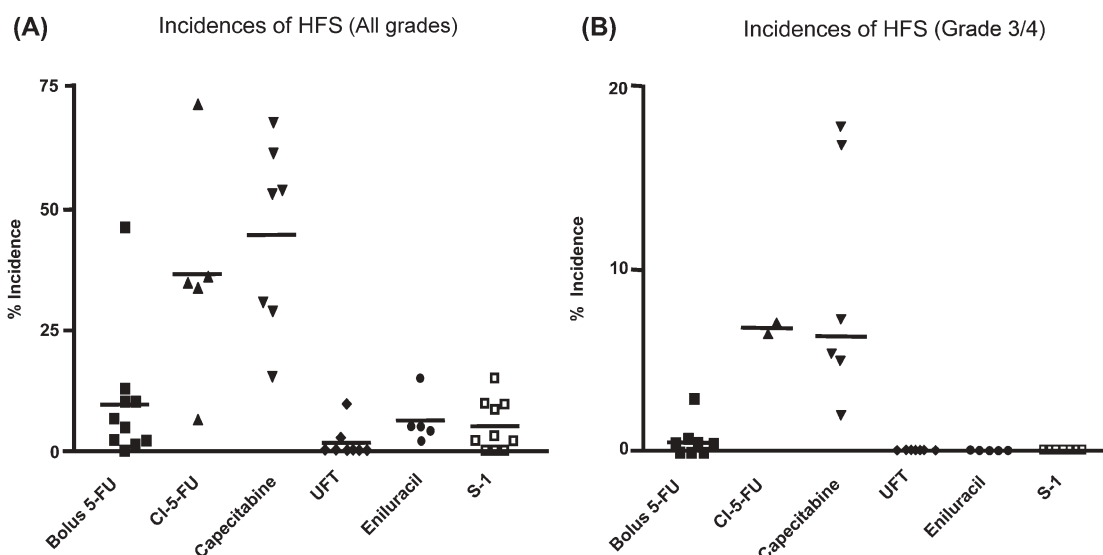 (A)
Incidences of HFS (All grades)
75
50
25
0
% Incidence
Bolus 5-FU
CI-5-FU
Capecitabine
UFT
Eniluracil
S-1
(B)
Incidences of HFS (Grade 3/4)
20
10
0
% Incidence
Bolus 5-FU
CI-5-FU
Capecitabine
UFT
Eniluracil
S-1